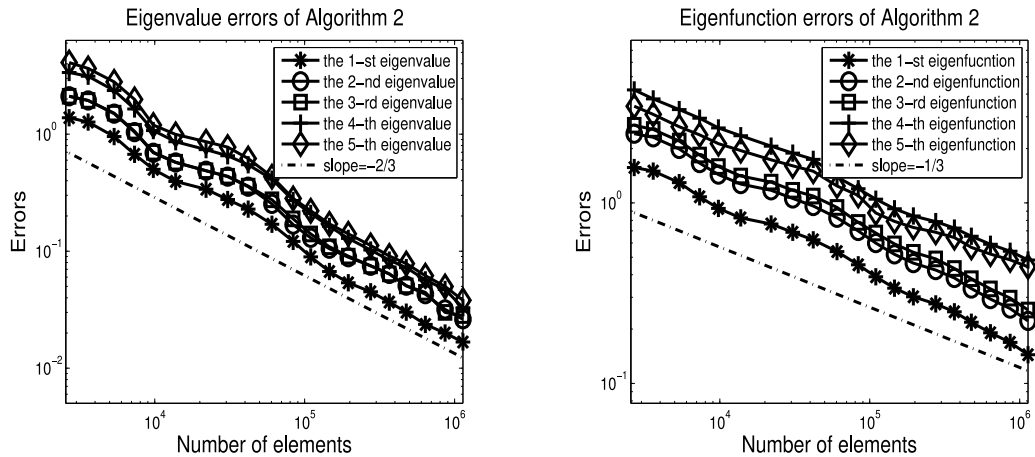 Eigenvalue errors of Algorithm 2
the 1-st eigenvalue
the 2-nd eigenvalue
the 3-rd eigenvalue
the 4-th eigenvalue
the 5-th eigenvalue
slope=-2/3
10^0
10^-1
10^-2
Errors
10^4
10^5
10^6
Number of elements
Eigenfunction errors of Algorithm 2
the 1-st eigenfucntion
the 2-nd eigenfunction
the 3-rd eigenfunction
the 4-th eigenfunction
the 5-th eigenfunction
slope=-1/3
10^0
10^-1
Errors
10^4
10^5
10^6
Number of elements